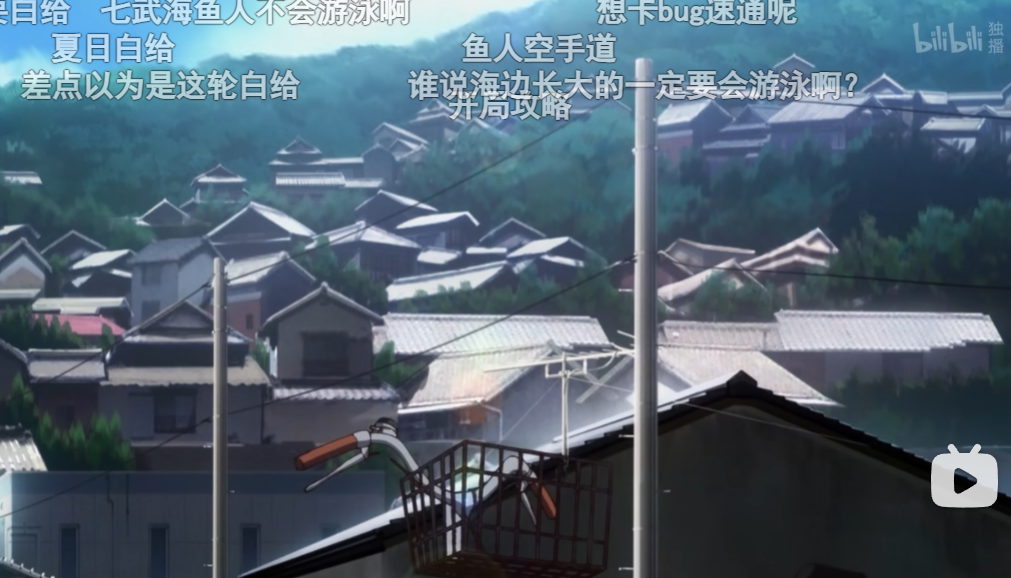 白给 七武海鱼人不会游泳啊
想卡bug速通呢
bilibili 独播
夏日白给
鱼人空手道
差点以为是这轮白给
谁说海边长大的一定要会游泳啊?
开局攻略